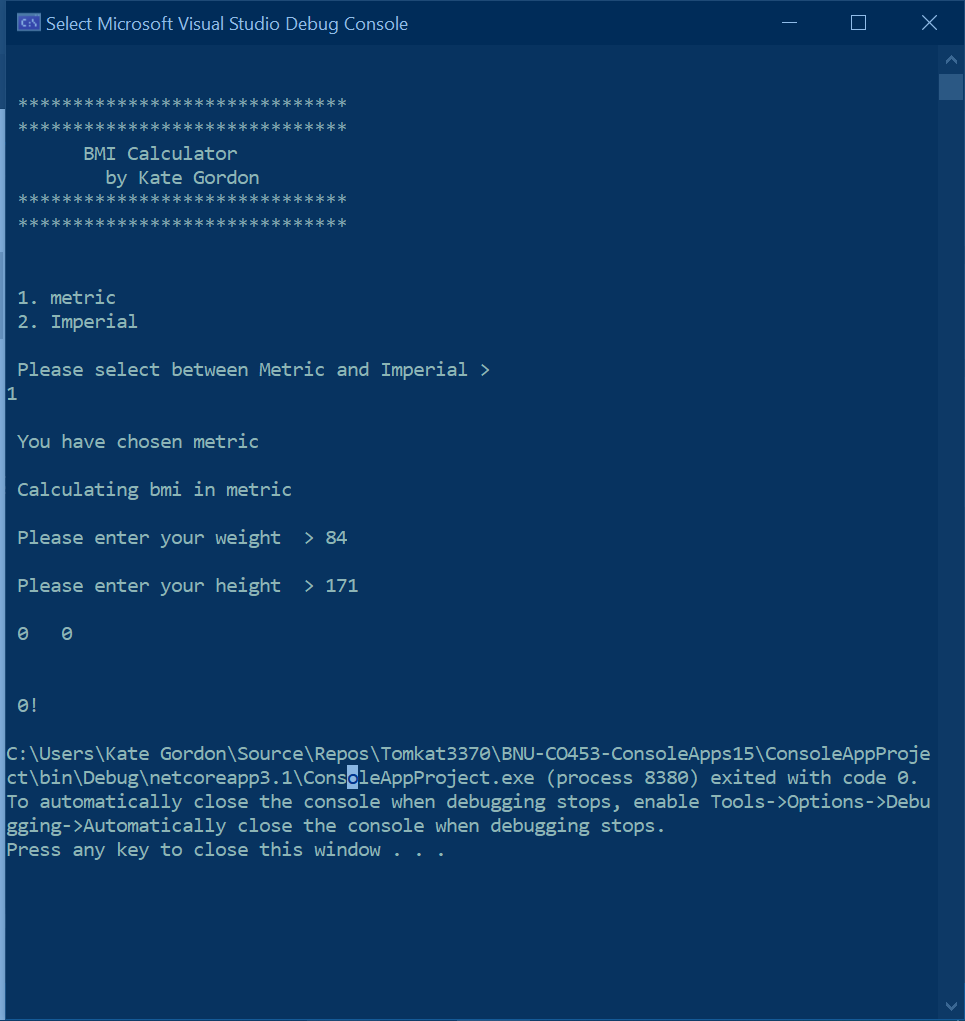 Select Microsoft Visual Studio Debug Console
******************************
******************************
BMI Calculator
by Kate Gordon
******************************
******************************
1. metric
2. Imperial
Please select between Metric and Imperial >
1
You have chosen metric
Calculating bmi in metric
Please enter your weight  > 84
Please enter your height  > 171
0   0
0!
C:\Users\Kate Gordon\Source\Repos\Tomkat3370\BNU-CO453-ConsoleApps15\ConsoleAppProje
ct\bin\Debug\netcoreapp3.1\ConsoleAppProject.exe (process 8380) exited with code 0.
To automatically close the console when debugging stops, enable Tools->Options->Debu
gging->Automatically close the console when debugging stops.
Press any key to close this window . . .